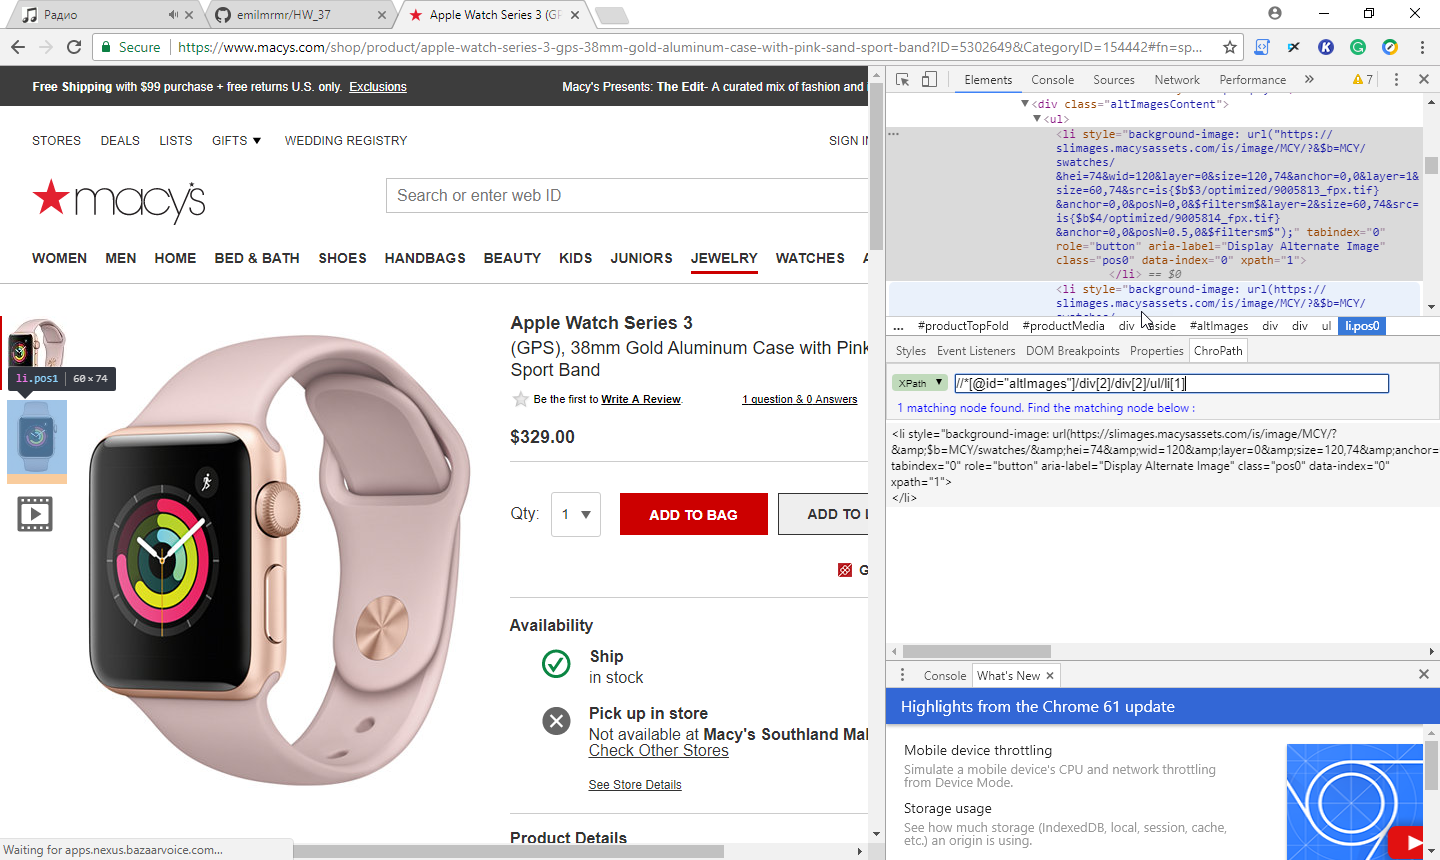 Радио
emilmrmr/HW_37
Apple Watch Series 3 (GP
Secure
https://www.macys.com/shop/product/apple-watch-series-3-gps-38mm-gold-aluminum-case-with-pink-sand-sport-band?ID=5302649&CategoryID=154442#fn=sp...
Free Shipping with $99 purchase + free returns U.S. only. Exclusions
Macy's Presents: The Edit- A curated mix of fashion and
STORES DEALS LISTS GIFTS ▼ WEDDING REGISTRY
SIGN IN
macy's
Search or enter web ID
WOMEN MEN HOME BED & BATH SHOES HANDBAGS BEAUTY KIDS JUNIORS JEWELRY WATCHES
Apple Watch Series 3
(GPS), 38mm Gold Aluminum Case with Pink
Sport Band
li.pos1 | 60 × 74
Be the first to Write A Review.
1 question & 0 Answers
$329.00
Qty: 1 ▼
ADD TO BAG
ADD TO L
G
Availability
Ship
in stock
Pick up in store
Not available at Macy's Southland Mal
Check Other Stores
See Store Details
Product Details
Waiting for apps.nexus.bazaarvoice.com...
Elements Console Sources Network Performance » 7
▼<div class="altImagesContent">
▼<ul>
... <li style="background-image: url("https://
slimages.macysassets.com/is/image/MCY/?&$b=MCY/
swatches/
&hei=74&wid=120&layer=0&size=120,74&anchor=0,0&layer=1&
size=60,74&src=is{$b$3/optimized/9005813_fpx.tif}
&anchor=0,0&posN=0,0&$filtersm$&layer=2&size=60,74&src=
is{$b$4/optimized/9005814_fpx.tif}
&anchor=0,0&posN=0.5,0&$filtersm$");" tabindex="0"
role="button" aria-label="Display Alternate Image"
class="pos0" data-index="0" xpath="1">
</li> == $0
<li style="background-image: url(https://
slimages.macysassets.com/is/image/MCY/?&$b=MCY/
... #productTopFold #productMedia div aside #altImages div div ul li.pos0
Styles Event Listeners DOM Breakpoints Properties ChroPath
XPath ▼
//*[@id="altImages"]/div[2]/div[2]/ul/li[1]
1 matching node found. Find the matching node below :
<li style="background-image: url(https://slimages.macysassets.com/is/image/MCY/?
&amp;$b=MCY/swatches/&amp;hei=74&amp;wid=120&amp;layer=0&amp;size=120,74&amp;anchor=
tabindex="0" role="button" aria-label="Display Alternate Image" class="pos0" data-index="0"
xpath="1">
</li>
Console What's New ×
Highlights from the Chrome 61 update
Mobile device throttling
Simulate a mobile device's CPU and network throttling
from Device Mode.
Storage usage
See how much storage (IndexedDB, local, session, cache,
etc.) an origin is using.